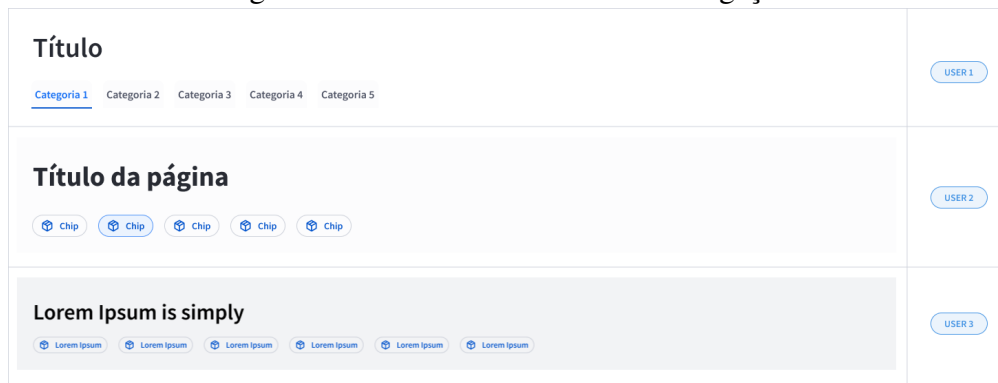 Título
USER 1
Categoria 1 Categoria 2 Categoria 3 Categoria 4 Categoria 5
Título da página
USER 2
Chip Chip Chip Chip Chip
Lorem Ipsum is simply
USER 3
Lorem Ipsum Lorem Ipsum Lorem Ipsum Lorem Ipsum Lorem Ipsum Lorem Ipsum